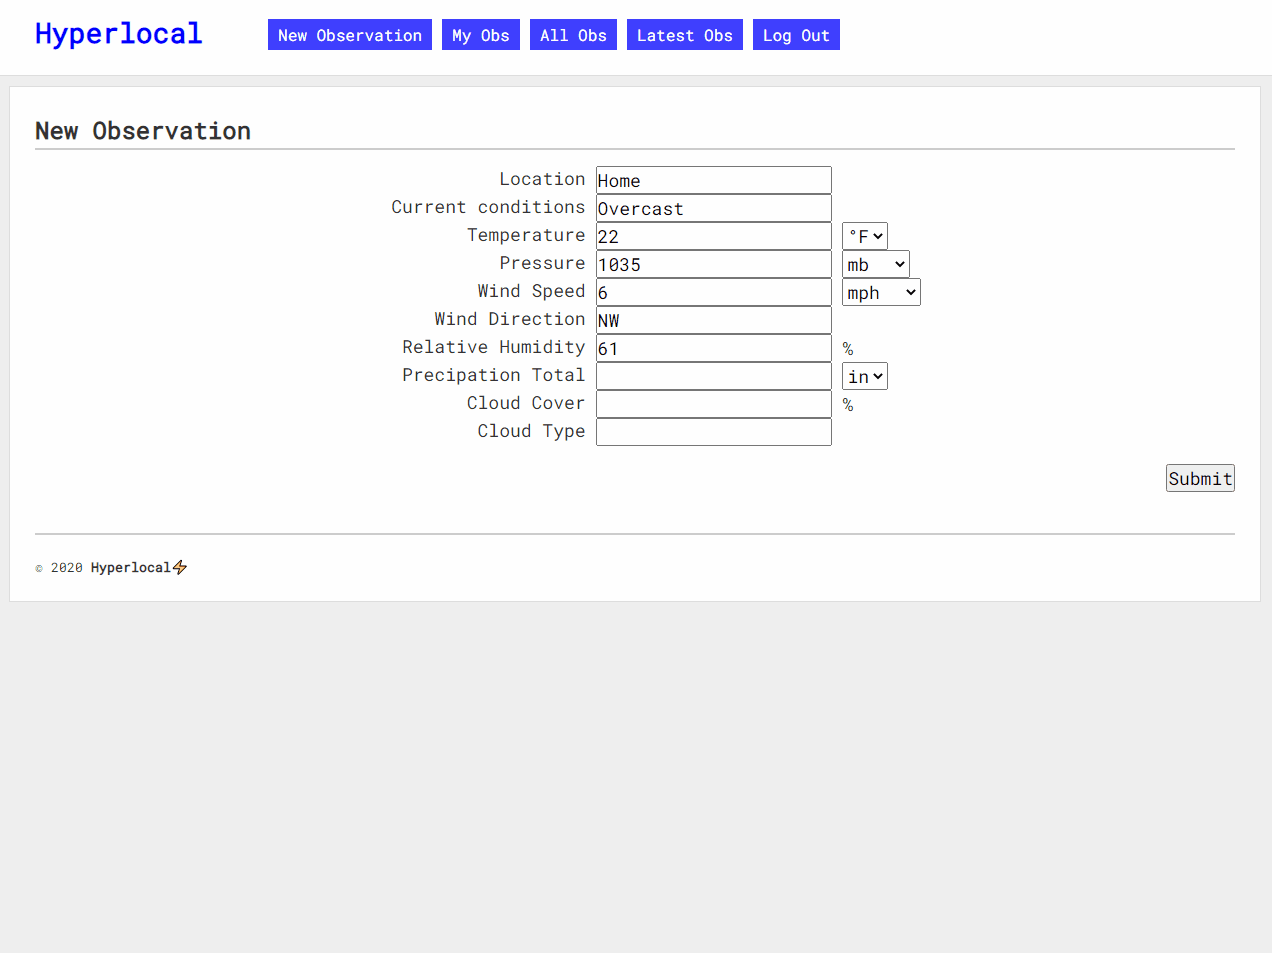 Hyperlocal New Observation My Obs All Obs Latest Obs Log Out
New Observation
Location Home
Current conditions Overcast
Temperature 22 °F
Pressure 1035 mb
Wind Speed 6 mph
Wind Direction NW
Relative Humidity 61 %
Precipation Total in
Cloud Cover %
Cloud Type
Submit
© 2020 Hyperlocal⚡